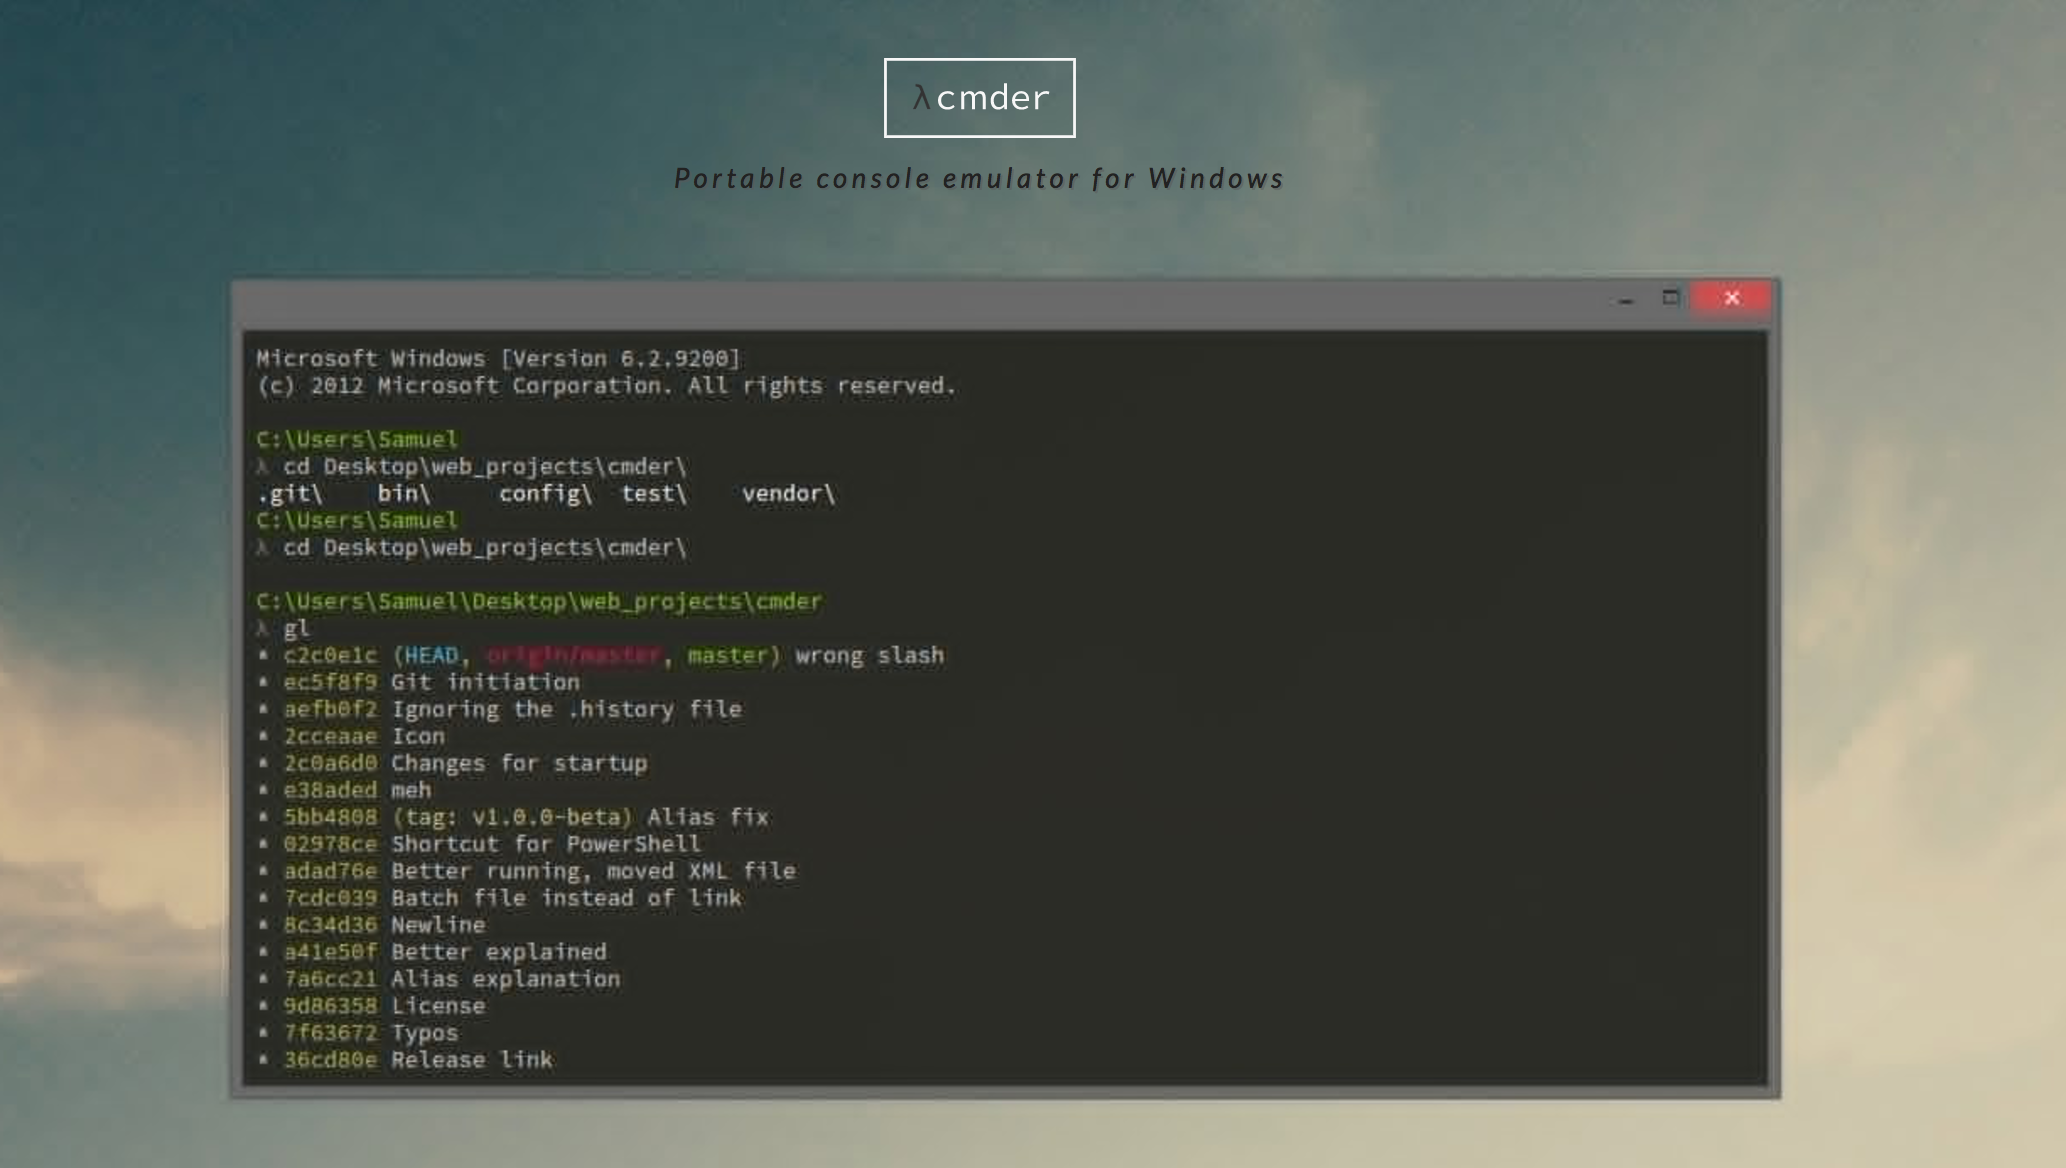 λ cmder
Portable console emulator for Windows
Microsoft Windows [Version 6.2.9200]
(c) 2012 Microsoft Corporation. All rights reserved.
C:\Users\Samuel
λ cd Desktop\web_projects\cmder\
.git\ bin\ config\ test\ vendor\
C:\Users\Samuel
λ cd Desktop\web_projects\cmder\
C:\Users\Samuel\Desktop\web_projects\cmder
λ gl
* c2c0e1c (HEAD, origin/master, master) wrong slash
* ec5f8f9 Git initiation
* aefb0f2 Ignoring the .history file
* 2cceaae Icon
* 2c0a6d0 Changes for startup
* e38aded meh
* 5bb4808 (tag: v1.0.0-beta) Alias fix
* 02978ce Shortcut for PowerShell
* adad76e Better running, moved XML file
* 7cdc039 Batch file instead of link
* 8c34d36 Newline
* a41e50f Better explained
* 7a6cc21 Alias explanation
* 9d86358 License
* 7f63672 Typos
* 36cd80e Release link